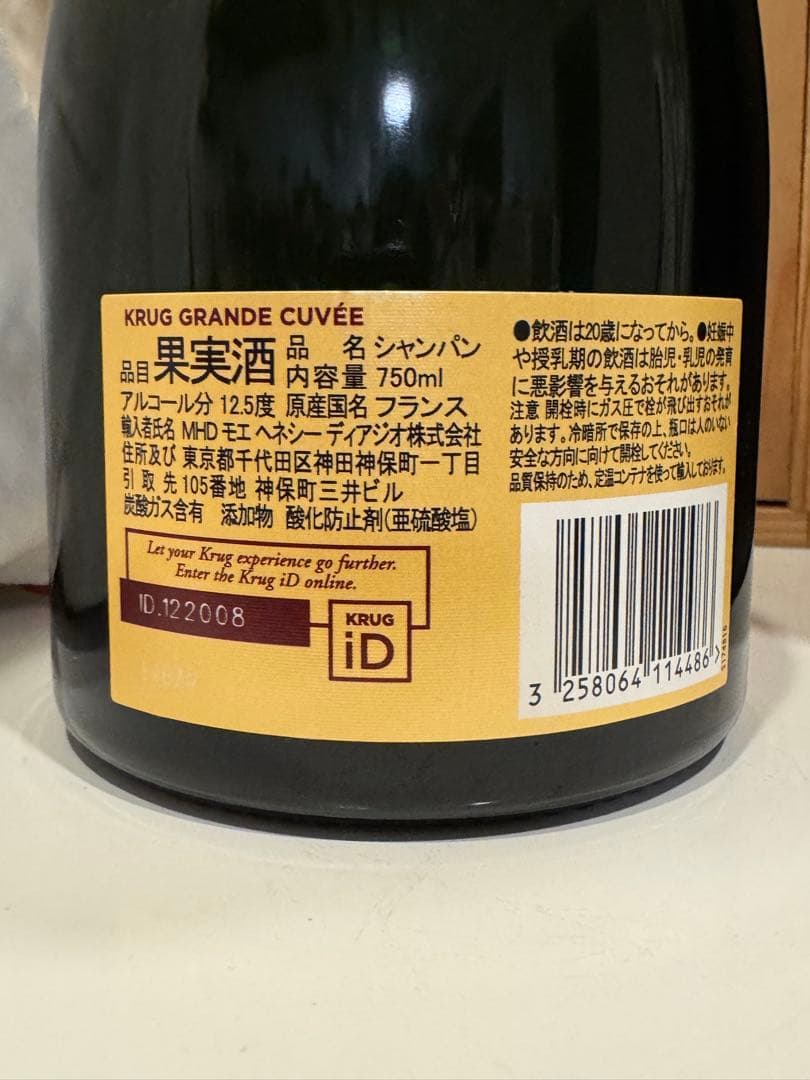 KRUG GRANDE CUVÉE
品目 果実酒 品 名 シャンパン
内容量 750ml
アルコール分 12.5度 原産国名 フランス
輸入者氏名 MHD モエ ヘネシー ディアジオ株式会社
住所及び 東京都千代田区神田神保町一丁目
引 取 先 105番地 神保町三井ビル
炭酸ガス含有 添加物 酸化防止剤(亜硫酸塩)
Let your Krug experience go further.
Enter the Krug iD online.
ID.122008
KRUG
iD
●飲酒は20歳になってから。●妊娠中
や授乳期の飲酒は胎児・乳児の発育
に悪影響を与えるおそれがあります。
注意 開栓時にガス圧で栓が飛び出すおそれが
あります。冷暗所で保存の上、瓶口は人のいない
安全な方向に向けて開栓してください。
品質保持のため、定温コンテナを使って輸入しております。
3 258064 114486 >